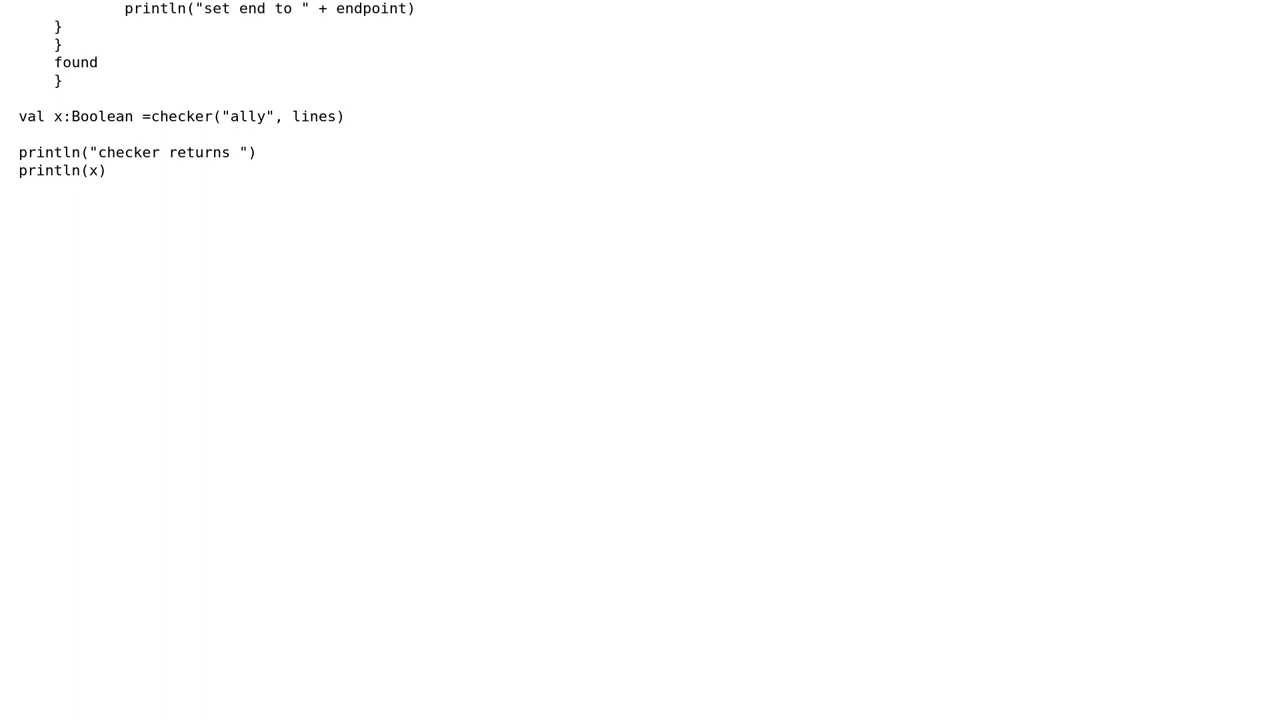 println("set end to " + endpoint)
    }
    }
    found
    }

val x:Boolean =checker("ally", lines)

println("checker returns ")
println(x)